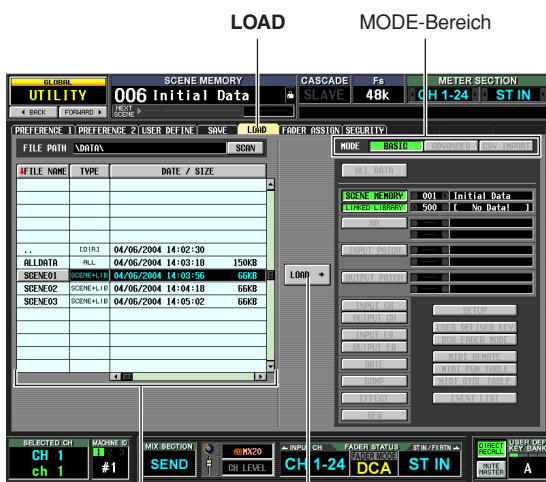 LOAD MODE-Bereich
GLOBAL SCENE MEMORY CASCADE Fs METER SECTION
UTILITY 006 Initial Data SLAVE 48k CH 1-24 ST IN
BACK FORWARD NEXT SCENE
PREFERENCE 1 PREFERENCE 2 USER DEFINE SAVE LOAD FADER ASSIGN SECURITY
FILE PATH \DATA\ SCAN MODE BASIC ADVANCED CSV IMPORT
FILE NAME TYPE DATE / SIZE
ALL DATA
SCENE MEMORY 001 Initial Data
LINKED LIBRARY 500 [ No Data! ]
HA
.. [DIR] 04/06/2004 14:02:30
INPUT PATCH
ALLDATA ALL 04/06/2004 14:03:18 150KB
SCENE01 SCENE+LIB 04/06/2004 14:03:56 66KB
LOAD
OUTPUT PATCH
SCENE02 SCENE+LIB 04/06/2004 14:04:18 66KB
SCENE03 SCENE+LIB 04/06/2004 14:05:02 66KB
INPUT CH
OUTPUT CH
SETUP
INPUT EQ
OUTPUT EQ
USER DEFINED KEY
DCA FADER MODE
GATE
MIDI REMOTE
MIDI PGM TABLE
COMP
MIDI CTRL TABLE
EFFECT
EVENT LIST
GEQ
SELECTED CH MACHINE ID MIX SECTION INPUT CH FADER STATUS ST IN/FX RTN DIRECT RECALL USER DEF KEY BANK
CH 1 1 2 3 SEND MIX20 CH 1-24 FADER MODE ST IN
ch 1 #1 CH LEVEL DCA MUTE MASTER A